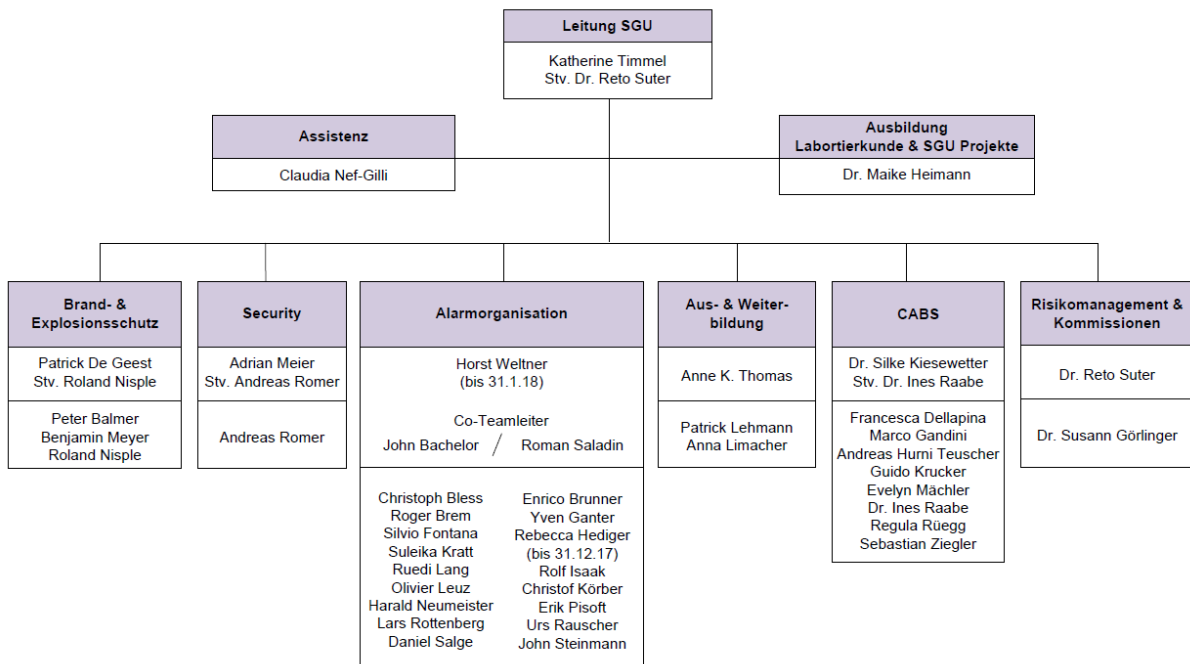 Leitung SGU
Katherine Timmel
Stv. Dr. Reto Suter
Assistenz
Claudia Nef-Gilli
Ausbildung
Labortierkunde & SGU Projekte
Dr. Maike Heimann
Brand- &
Explosionsschutz
Patrick De Geest
Stv. Roland Nisple
Peter Balmer
Benjamin Meyer
Roland Nisple
Security
Adrian Meier
Stv. Andreas Romer
Andreas Romer
Alarmorganisation
Horst Weltner
(bis 31.1.18)
Co-Teamleiter
John Bachelor / Roman Saladin
Christoph Bless
Roger Brem
Silvio Fontana
Suleika Kratt
Ruedi Lang
Olivier Leuz
Harald Neumeister
Lars Rottenberg
Daniel Salge
Enrico Brunner
Yven Ganter
Rebecca Hediger
(bis 31.12.17)
Rolf Isaak
Christof Körber
Erik Pisoft
Urs Rauscher
John Steinmann
Aus- & Weiter-
bildung
Anne K. Thomas
Patrick Lehmann
Anna Limacher
CABS
Dr. Silke Kiesewetter
Stv. Dr. Ines Raabe
Francesca Dellapina
Marco Gandini
Andreas Hurni Teuscher
Guido Krucker
Evelyn Mächler
Dr. Ines Raabe
Regula Rüegg
Sebastian Ziegler
Risikomanagement &
Kommissionen
Dr. Reto Suter
Dr. Susann Görlinger